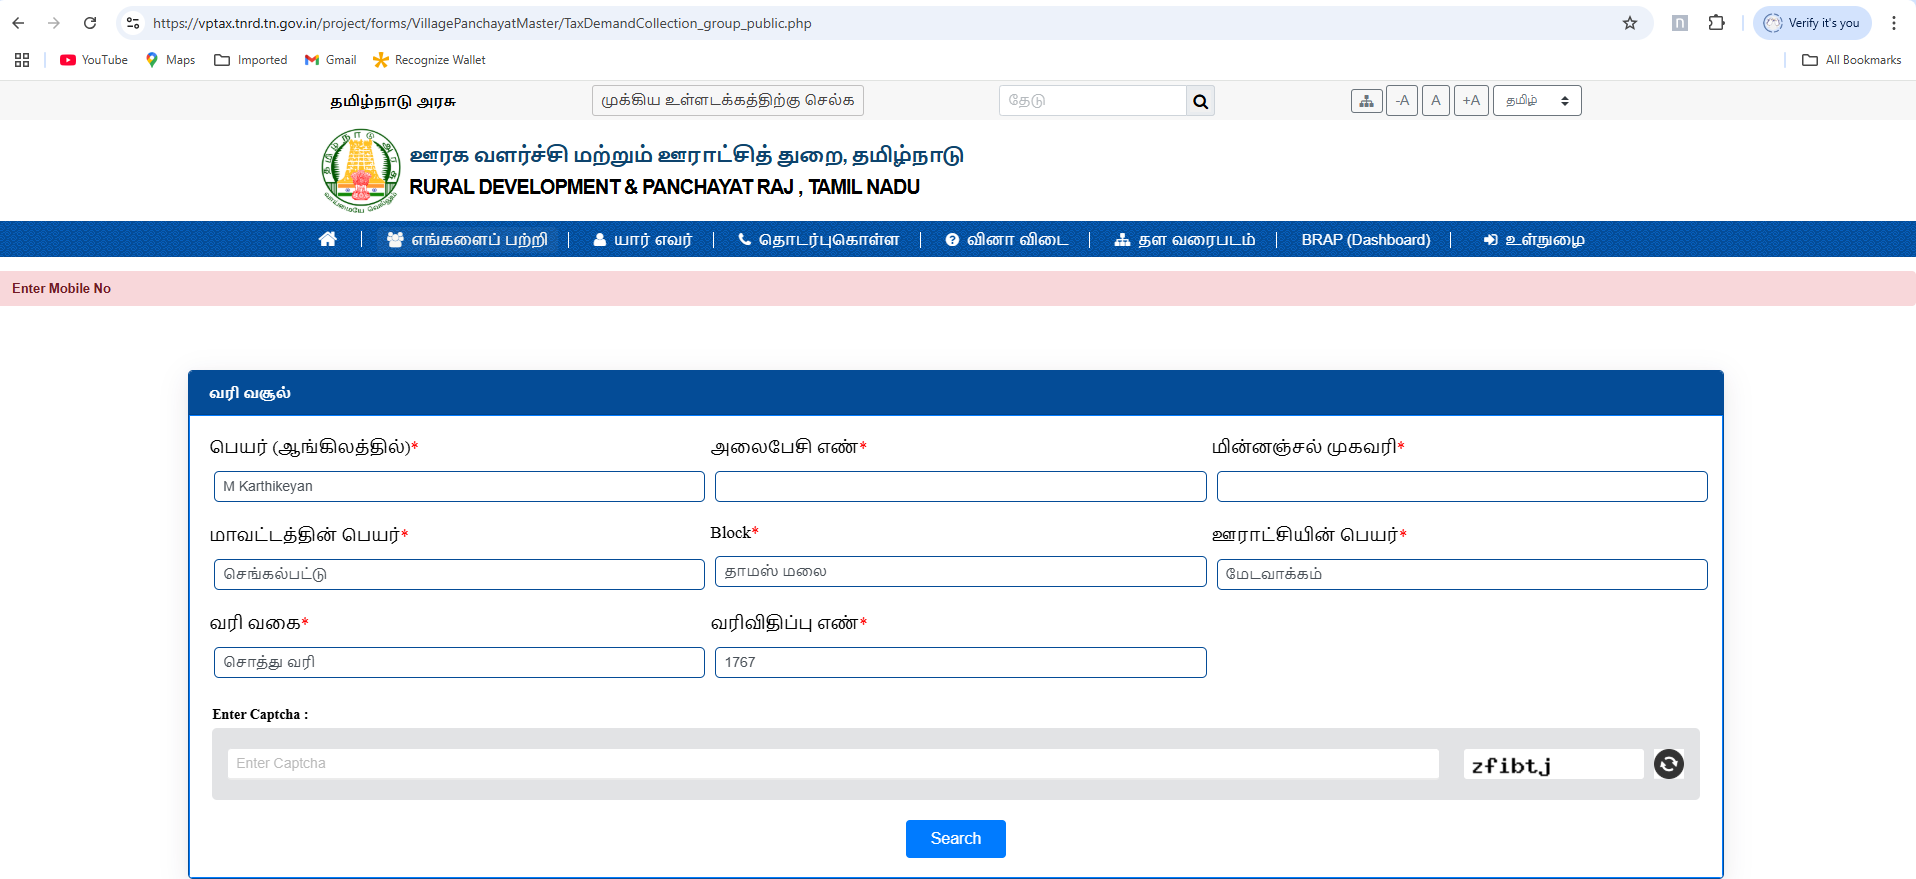 https://vptax.tnrd.tn.gov.in/project/forms/VillagePanchayatMaster/TaxDemandCollection_group_public.php
n
Verify it's you
YouTube
Maps
Imported
Gmail
Recognize Wallet
All Bookmarks
தமிழ்நாடு அரசு
முக்கிய உள்ளடக்கத்திற்கு செல்க
தேடு
-A
A
+A
தமிழ்
ஊரக வளர்ச்சி மற்றும் ஊராட்சித் துறை, தமிழ்நாடு
RURAL DEVELOPMENT & PANCHAYAT RAJ , TAMIL NADU
எங்களைப் பற்றி
யார் எவர்
தொடர்புகொள்ள
வினா விடை
தள வரைபடம்
BRAP (Dashboard)
உள்நுழை
Enter Mobile No
வரி வசூல்
பெயர் (ஆங்கிலத்தில்)*
அலைபேசி எண்*
மின்னஞ்சல் முகவரி*
M Karthikeyan
மாவட்டத்தின் பெயர்*
Block*
ஊராட்சியின் பெயர்*
செங்கல்பட்டு
தாமஸ் மலை
மேடவாக்கம்
வரி வகை*
வரிவிதிப்பு எண்*
சொத்து வரி
1767
Enter Captcha :
Enter Captcha
zfibtj
Search